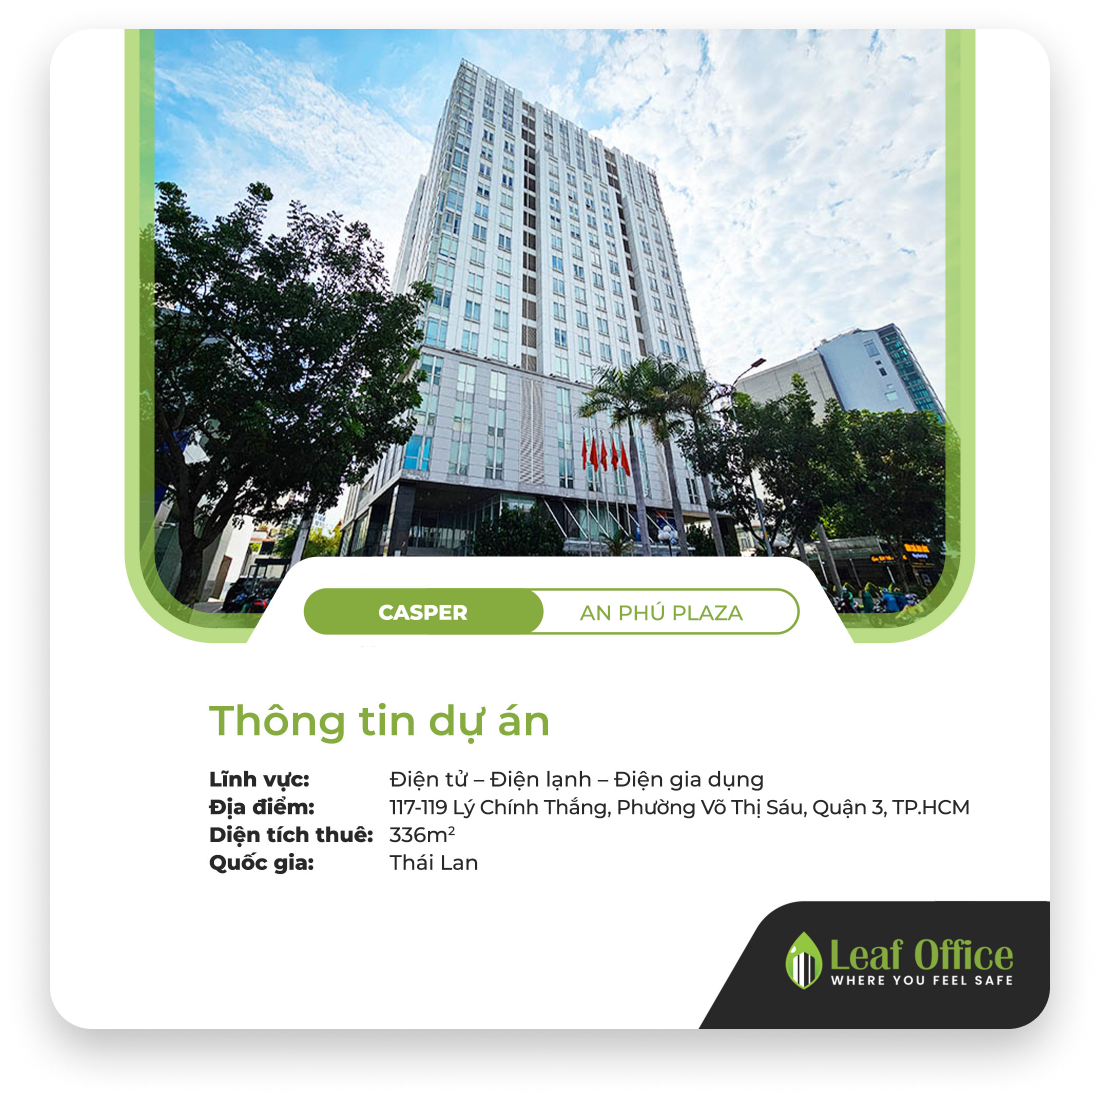 CASPER
AN PHÚ PLAZA
Thông tin dự án
Lĩnh vực: Điện tử – Điện lạnh – Điện gia dụng
Địa điểm: 117-119 Lý Chính Thắng, Phường Võ Thị Sáu, Quận 3, TP.HCM
Diện tích thuê: 336m²
Quốc gia: Thái Lan
Leaf Office
WHERE YOU FEEL SAFE